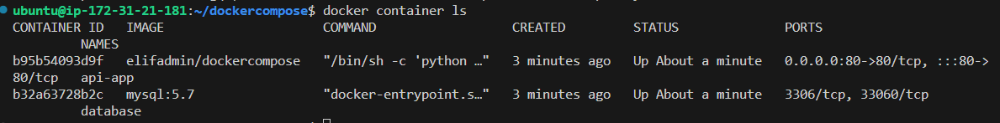 ubuntu@ip-172-31-21-181:~/dockercompose$ docker container ls
CONTAINER ID   IMAGE                     COMMAND                  CREATED         STATUS              PORTS
          NAMES
b95b54093d9f   elifadmin/dockercompose   "/bin/sh -c 'python …"   3 minutes ago   Up About a minute   0.0.0.0:80->80/tcp, :::80->
80/tcp   api-app
b32a63728b2c   mysql:5.7                 "docker-entrypoint.s…"   3 minutes ago   Up About a minute   3306/tcp, 33060/tcp
          database